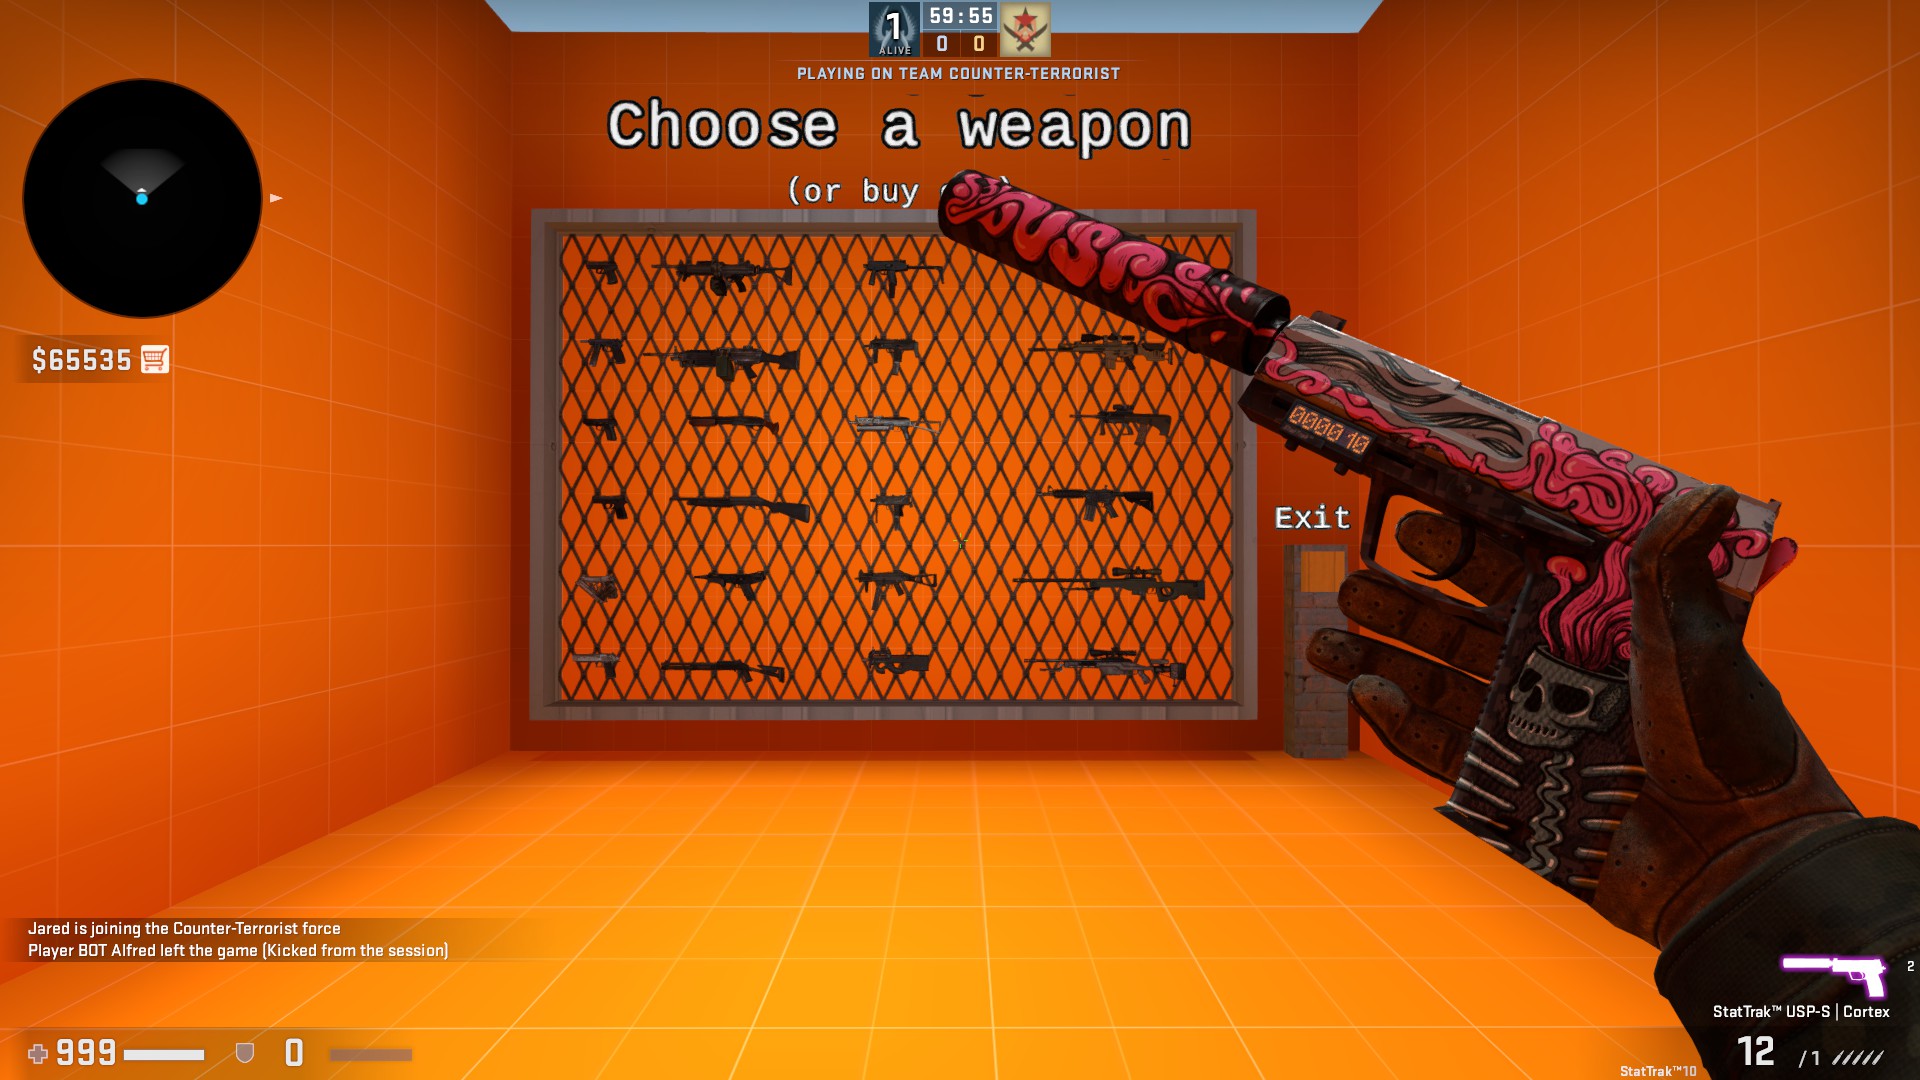 1
ALIVE
59:55
0 0
PLAYING ON TEAM COUNTER-TERRORIST
Choose a weapon
(or buy
$65535
000010
Exit
Jared is joining the Counter-Terrorist force
Player BOT Alfred left the game (Kicked from the session)
2
StatTrak™ USP-S | Cortex
999
0
12 / 1
StatTrak™10